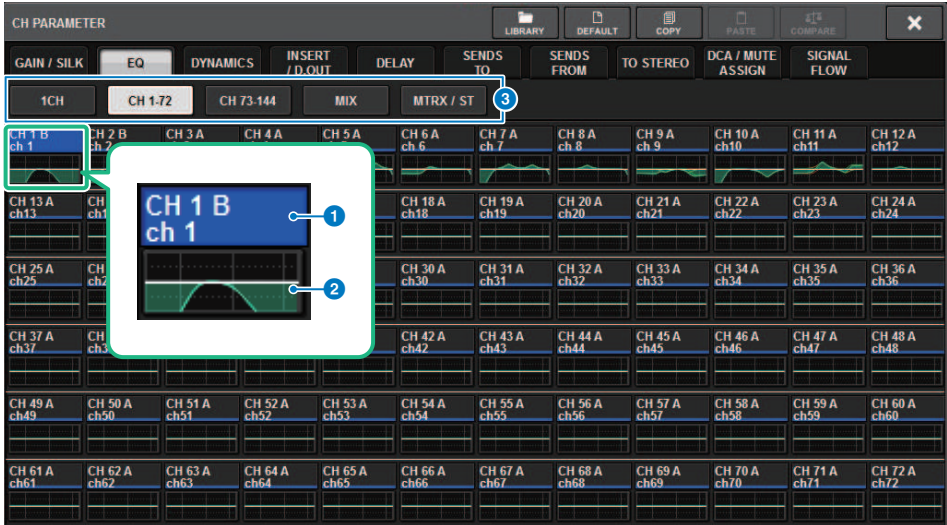 CH PARAMETER
LIBRARY DEFAULT COPY PASTE COMPARE
GAIN / SILK EQ DYNAMICS INSERT / D.OUT DELAY SENDS TO SENDS FROM TO STEREO DCA / MUTE ASSIGN SIGNAL FLOW
1CH CH 1-72 CH 73-144 MIX MTRX / ST 3
CH 1 B CH 2 B CH 3 A CH 4 A CH 5 A CH 6 A CH 7 A CH 8 A CH 9 A CH 10 A CH 11 A CH 12 A
ch 1 ch 2 ch 6 ch 7 ch 8 ch 9 ch10 ch11 ch12
CH 1 B 1
ch 1
2
CH 13 A CH 18 A CH 19 A CH 20 A CH 21 A CH 22 A CH 23 A CH 24 A
ch13 ch18 ch19 ch20 ch21 ch22 ch23 ch24
CH 25 A CH 30 A CH 31 A CH 32 A CH 33 A CH 34 A CH 35 A CH 36 A
ch25 ch30 ch31 ch32 ch33 ch34 ch35 ch36
CH 37 A CH 42 A CH 43 A CH 44 A CH 45 A CH 46 A CH 47 A CH 48 A
ch37 ch42 ch43 ch44 ch45 ch46 ch47 ch48
CH 49 A CH 50 A CH 51 A CH 52 A CH 53 A CH 54 A CH 55 A CH 56 A CH 57 A CH 58 A CH 59 A CH 60 A
ch49 ch50 ch51 ch52 ch53 ch54 ch55 ch56 ch57 ch58 ch59 ch60
CH 61 A CH 62 A CH 63 A CH 64 A CH 65 A CH 66 A CH 67 A CH 68 A CH 69 A CH 70 A CH 71 A CH 72 A
ch61 ch62 ch63 ch64 ch65 ch66 ch67 ch68 ch69 ch70 ch71 ch72